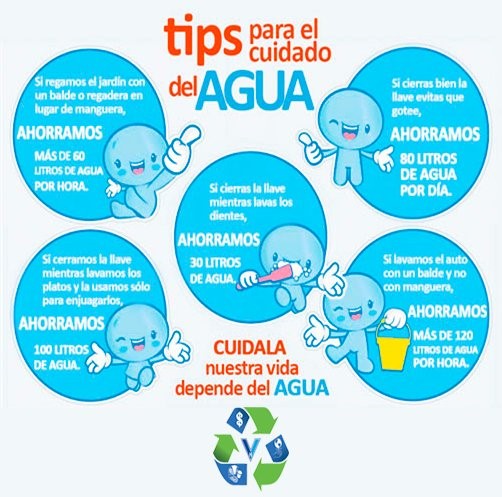 tips para el
cuidado
del AGUA
Si regamos el jardín con
un balde o regadera en
lugar de manguera,
AHORRAMOS
MÁS DE 60
LITROS DE AGUA
POR HORA.
Si cierras bien la
llave evitas que
gotee,
AHORRAMOS
80 LITROS
DE AGUA
POR DÍA.
Si cierras la llave
mientras lavas los
dientes,
AHORRAMOS
30 LITROS
DE AGUA.
Si cerramos la llave
mientras lavamos los
platos y la usamos sólo
para enjuagarlos,
AHORRAMOS
100 LITROS
DE AGUA.
Si lavamos el auto
con un balde y no
con manguera,
AHORRAMOS
MÁS DE 120
LITROS DE AGUA
POR HORA.
CUIDALA
nuestra vida
depende del AGUA
$
V